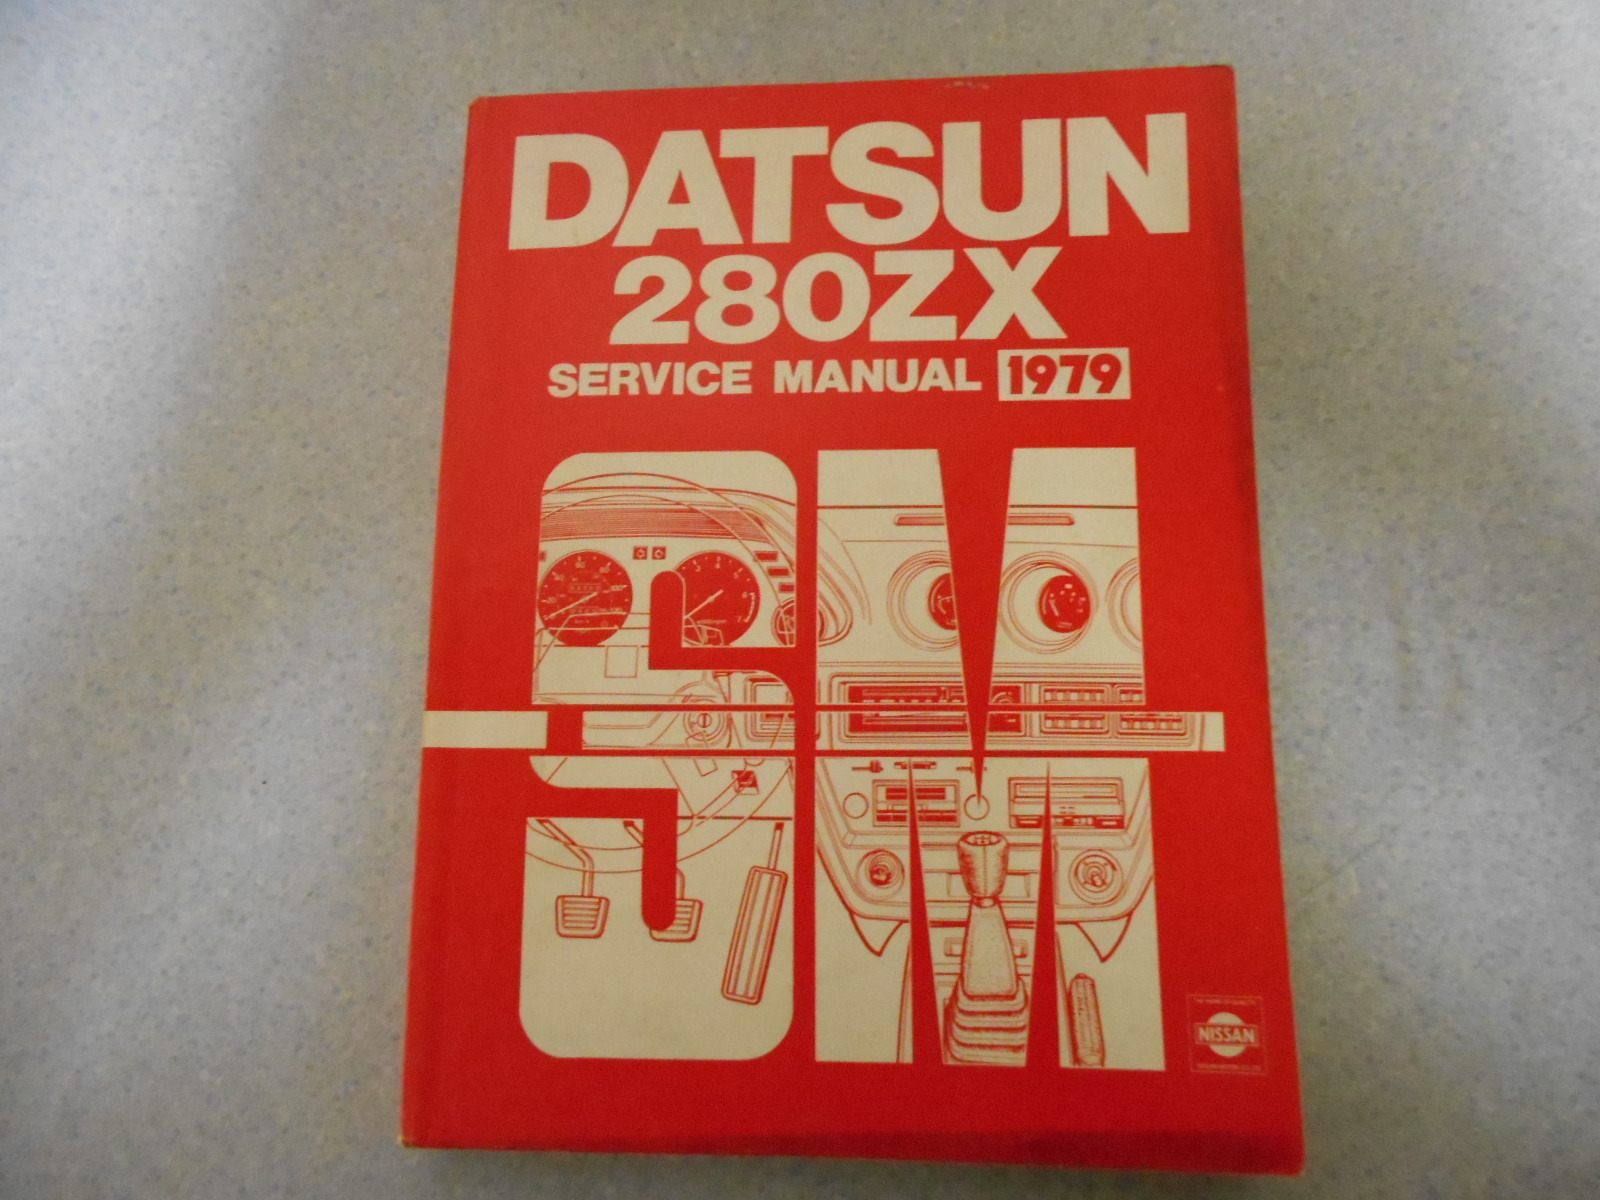 DATSUN
280ZX
SERVICE MANUAL 1979
SM
NISSAN